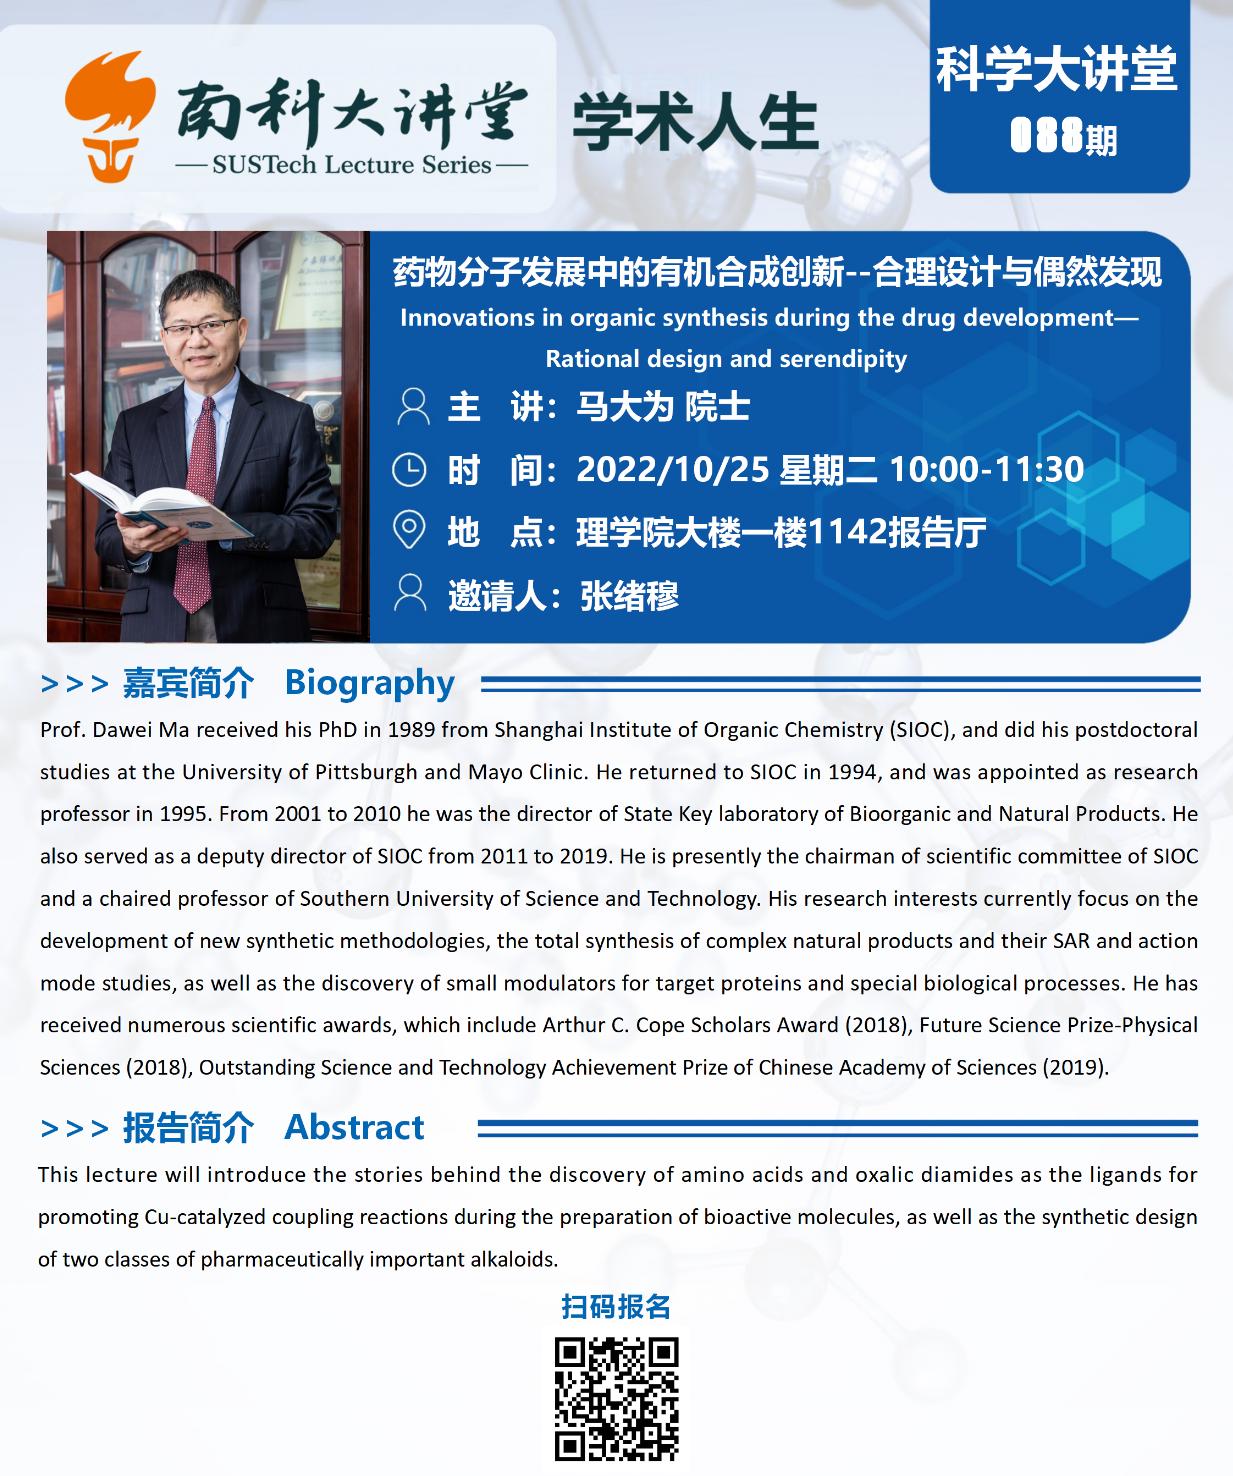 南科大讲堂
SUSTech Lecture Series
学术人生
科学大讲堂
088期
药物分子发展中的有机合成创新--合理设计与偶然发现
Innovations in organic synthesis during the drug development—
Rational design and serendipity
主 讲：马大为 院士
时 间：2022/10/25 星期二 10:00-11:30
地 点：理学院大楼一楼1142报告厅
邀请人：张绪穆
>>> 嘉宾简介 Biography
Prof. Dawei Ma received his PhD in 1989 from Shanghai Institute of Organic Chemistry (SIOC), and did his postdoctoral
studies at the University of Pittsburgh and Mayo Clinic. He returned to SIOC in 1994, and was appointed as research
professor in 1995. From 2001 to 2010 he was the director of State Key laboratory of Bioorganic and Natural Products. He
also served as a deputy director of SIOC from 2011 to 2019. He is presently the chairman of scientific committee of SIOC
and a chaired professor of Southern University of Science and Technology. His research interests currently focus on the
development of new synthetic methodologies, the total synthesis of complex natural products and their SAR and action
mode studies, as well as the discovery of small modulators for target proteins and special biological processes. He has
received numerous scientific awards, which include Arthur C. Cope Scholars Award (2018), Future Science Prize-Physical
Sciences (2018), Outstanding Science and Technology Achievement Prize of Chinese Academy of Sciences (2019).
>>> 报告简介 Abstract
This lecture will introduce the stories behind the discovery of amino acids and oxalic diamides as the ligands for
promoting Cu-catalyzed coupling reactions during the preparation of bioactive molecules, as well as the synthetic design
of two classes of pharmaceutically important alkaloids.
扫码报名